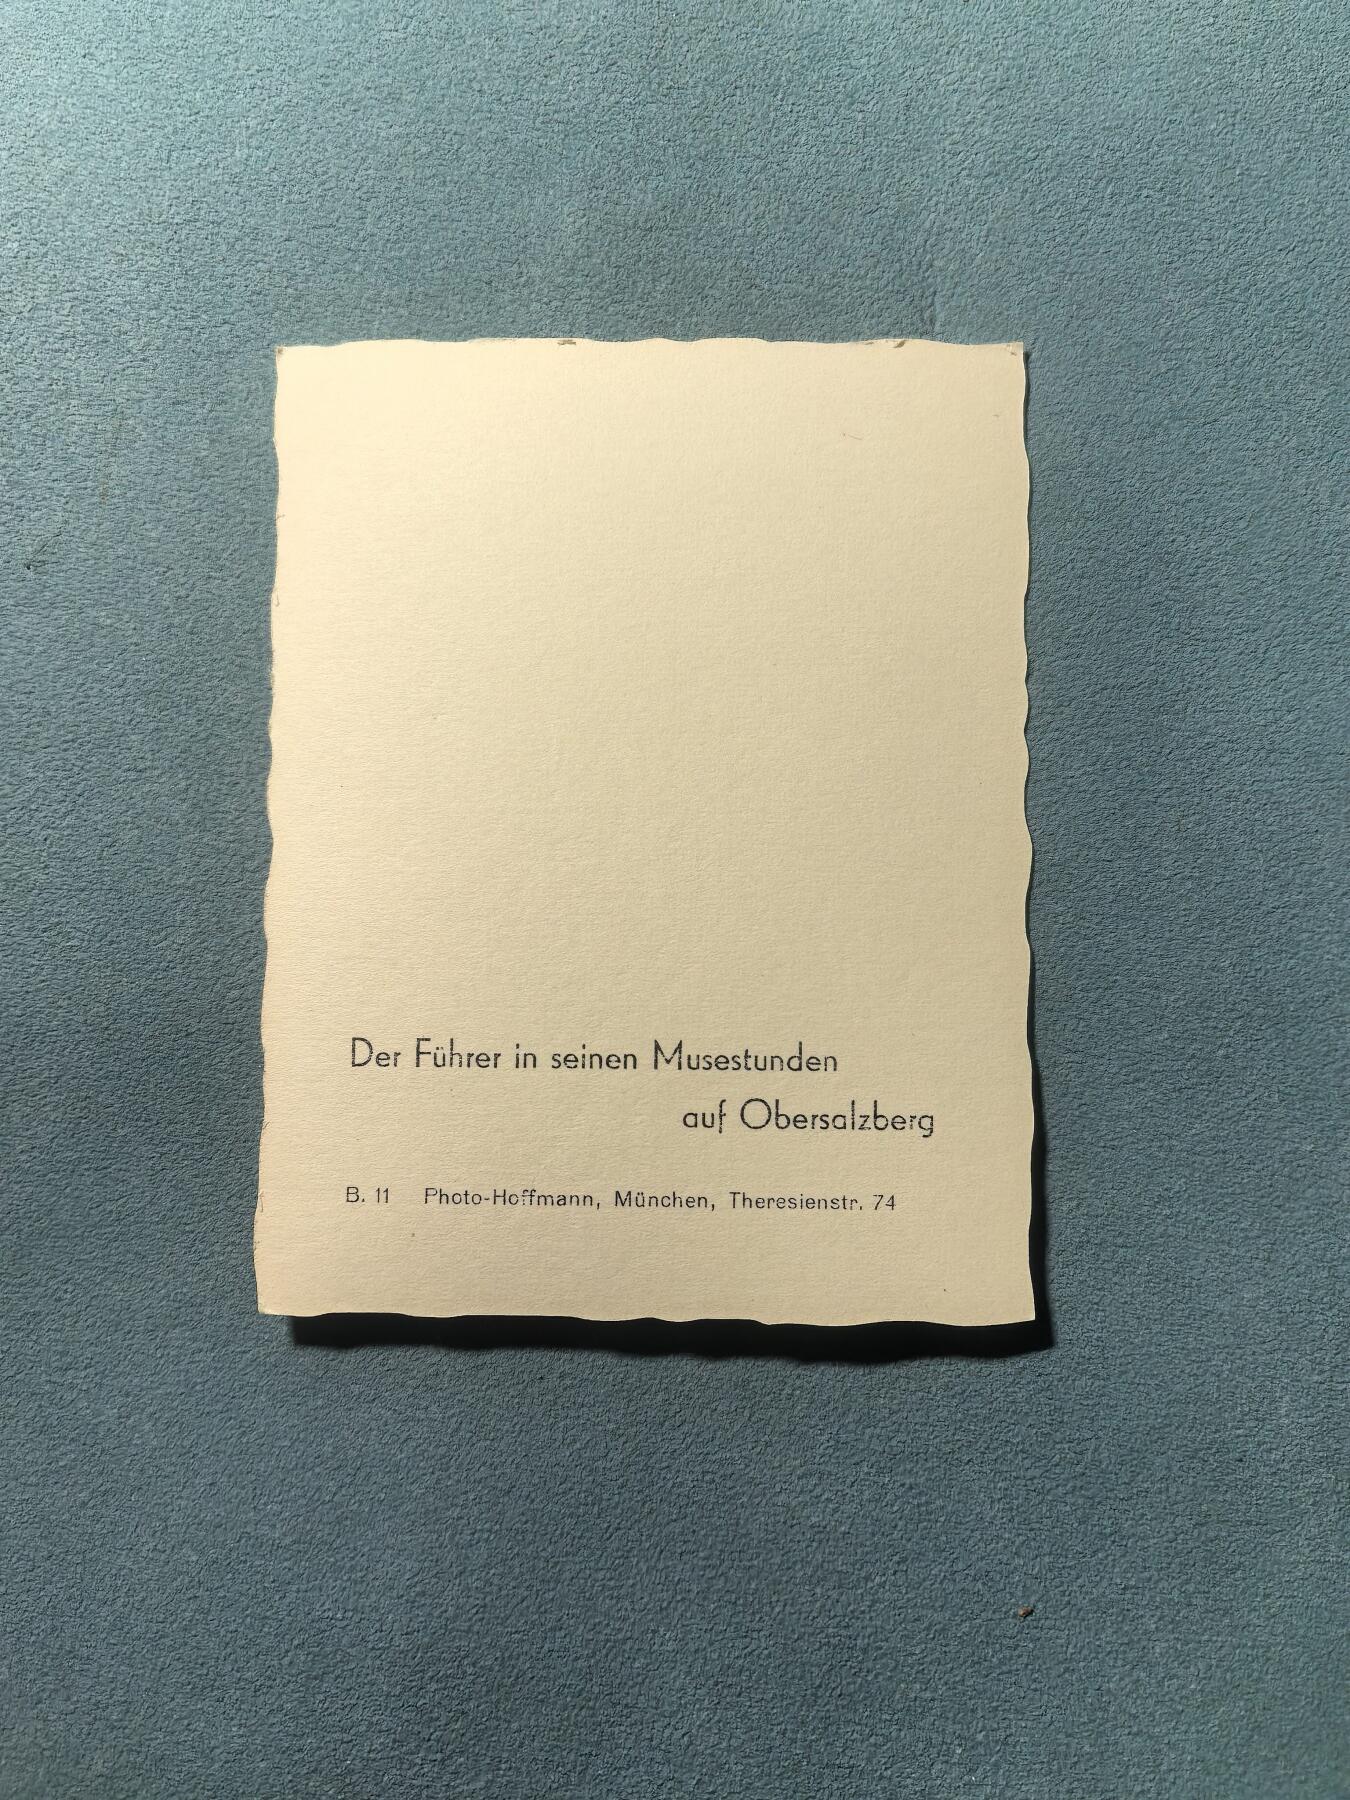 Der Führer in seinen Musestunden
auf Obersalzberg
B. 11 Photo-Hoffmann, München, Theresienstr. 74